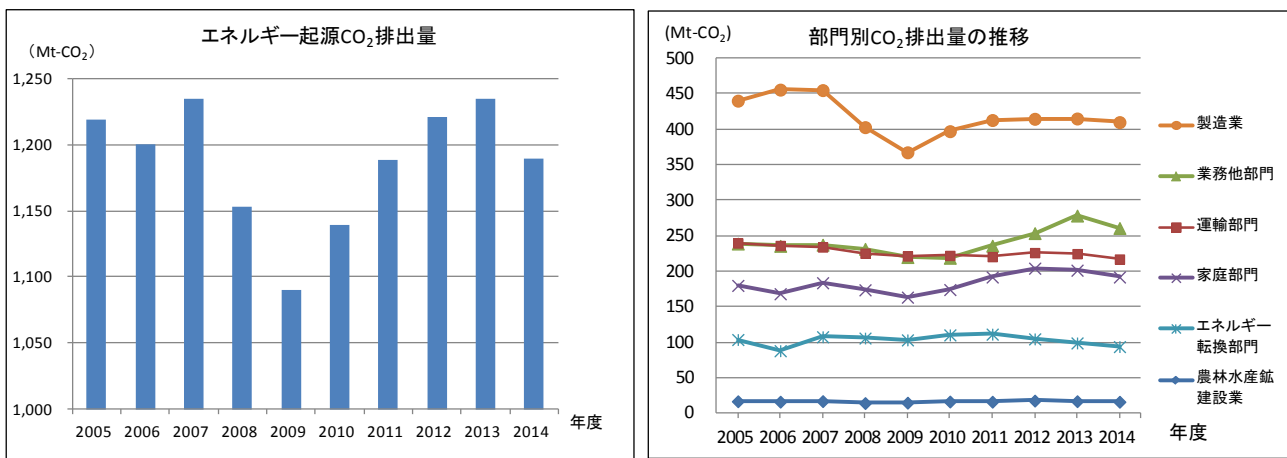 エネルギー起源CO₂排出量
（Mt-CO₂）
1,250
1,200
1,150
1,100
1,050
1,000
2005 2006 2007 2008 2009 2010 2011 2012 2013 2014
年度
部門別CO₂排出量の推移
(Mt-CO₂)
500
450
400
350
300
250
200
150
100
50
0
2005 2006 2007 2008 2009 2010 2011 2012 2013 2014
年度
製造業
業務他部門
運輸部門
家庭部門
エネルギー
転換部門
農林水産鉱
建設業